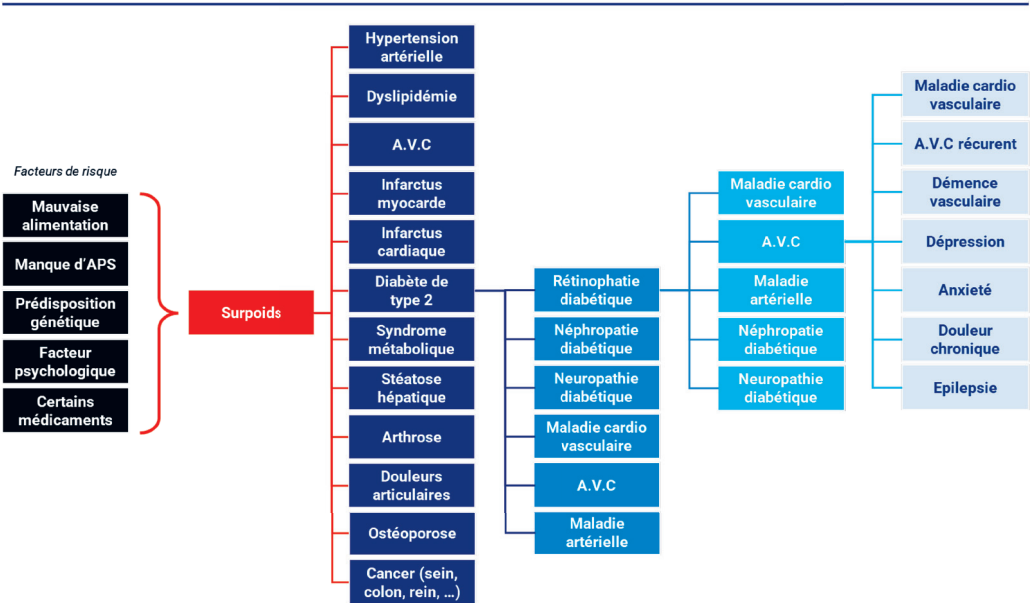 Facteurs de risque
Mauvaise
alimentation
Manque d'APS
Prédisposition
génétique
Facteur
psychologique
Certains
médicaments
Surpoids
Hypertension
artérielle
Dyslipidémie
A.V.C
Infarctus
myocarde
Infarctus
cardiaque
Diabète de
type 2
Syndrome
métabolique
Stéatose
hépatique
Arthrose
Douleurs
articulaires
Ostéoporose
Cancer (sein,
colon, rein, ...)
Rétinophatie
diabétique
Néphropatie
diabétique
Neuropathie
diabétique
Maladie cardio
vasculaire
A.V.C
Maladie
artérielle
Maladie cardio
vasculaire
A.V.C
Maladie
artérielle
Néphropatie
diabétique
Neuropathie
diabétique
Maladie cardio
vasculaire
A.V.C récurent
Démence
vasculaire
Dépression
Anxieté
Douleur
chronique
Epilepsie